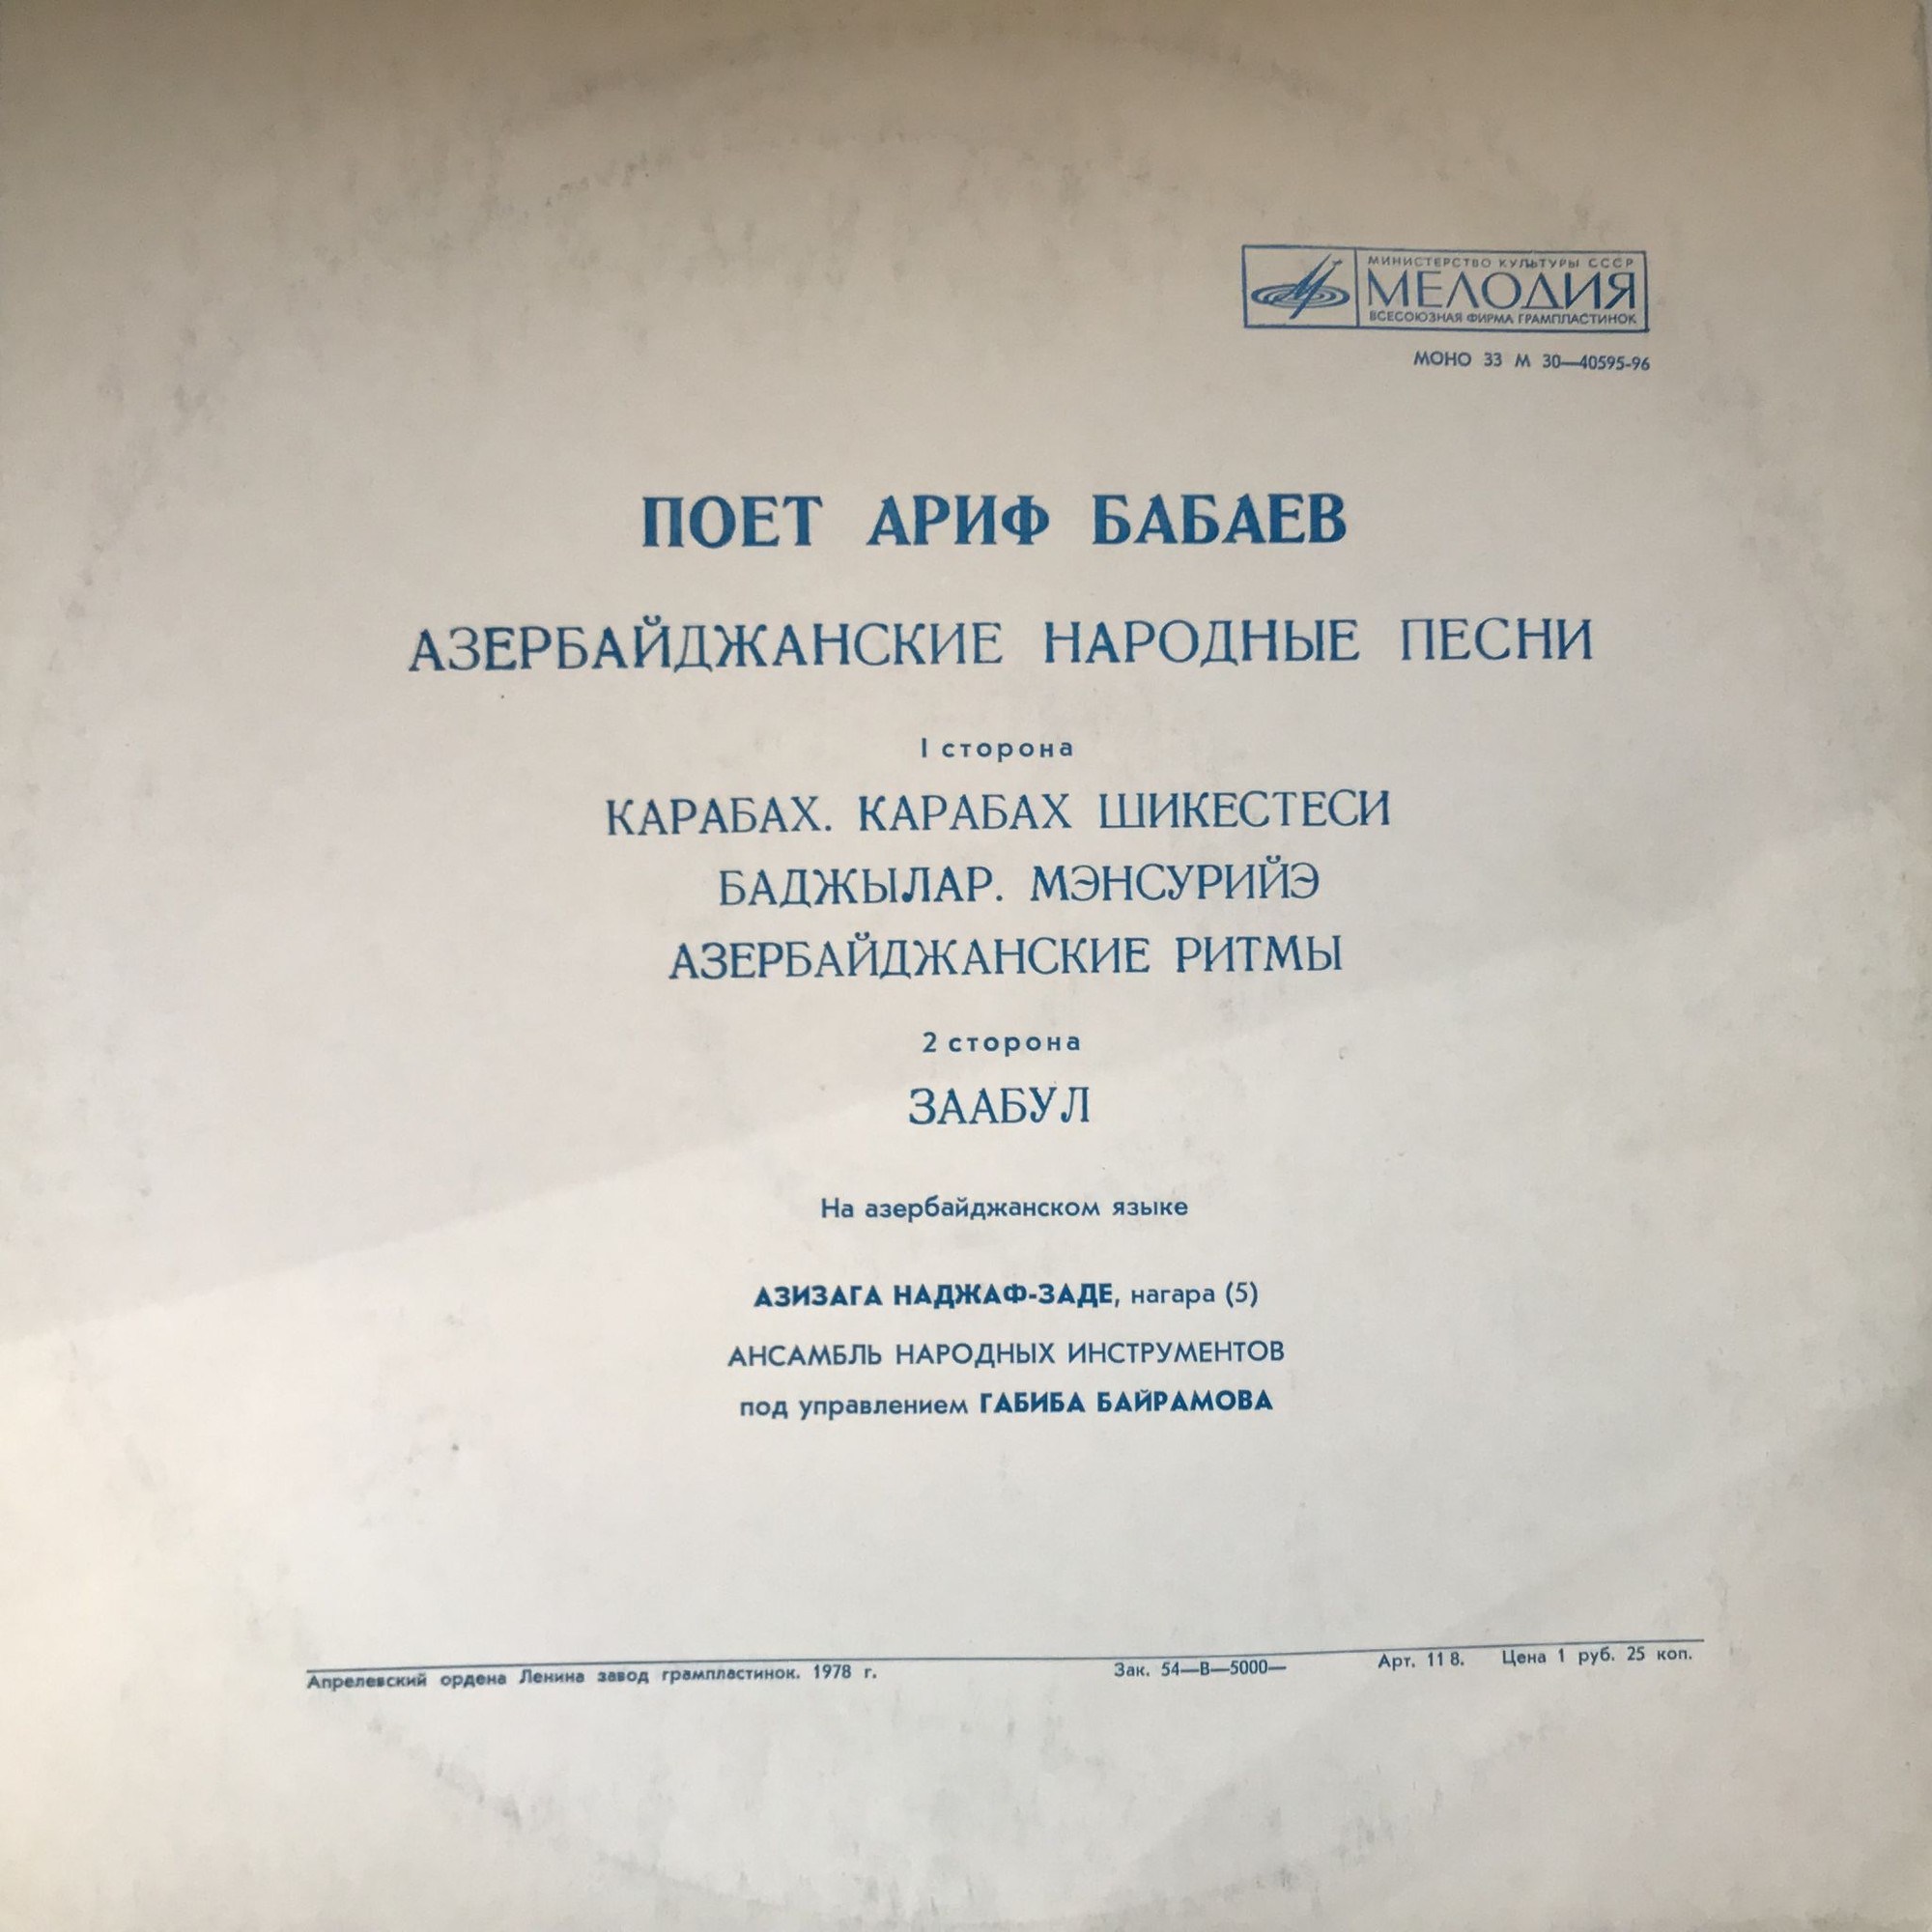 МИНИСТЕРСТВО КУЛЬТУРЫ СССР
МЕЛОДИЯ
ВСЕСОЮЗНАЯ ФИРМА ГРАМПЛАСТИНОК
МОНО 33 М 30—40595-96
ПОЕТ АРИФ БАБАЕВ
АЗЕРБАЙДЖАНСКИЕ НАРОДНЫЕ ПЕСНИ
I сторона
КАРАБАХ. КАРАБАХ ШИКЕСТЕСИ
БАДЖЫЛАР. МЭНСУРИЙЭ
АЗЕРБАЙДЖАНСКИЕ РИТМЫ
2 сторона
ЗААБУЛ
На азербайджанском языке
АЗИЗАГА НАДЖАФ-ЗАДЕ, нагара (5)
АНСАМБЛЬ НАРОДНЫХ ИНСТРУМЕНТОВ
под управлением ГАБИБА БАЙРАМОВА
Апрелевский ордена Ленина завод грампластинок. 1978 г. Зак. 54—В—5000— Арт. 11 8. Цена 1 руб. 25 коп.